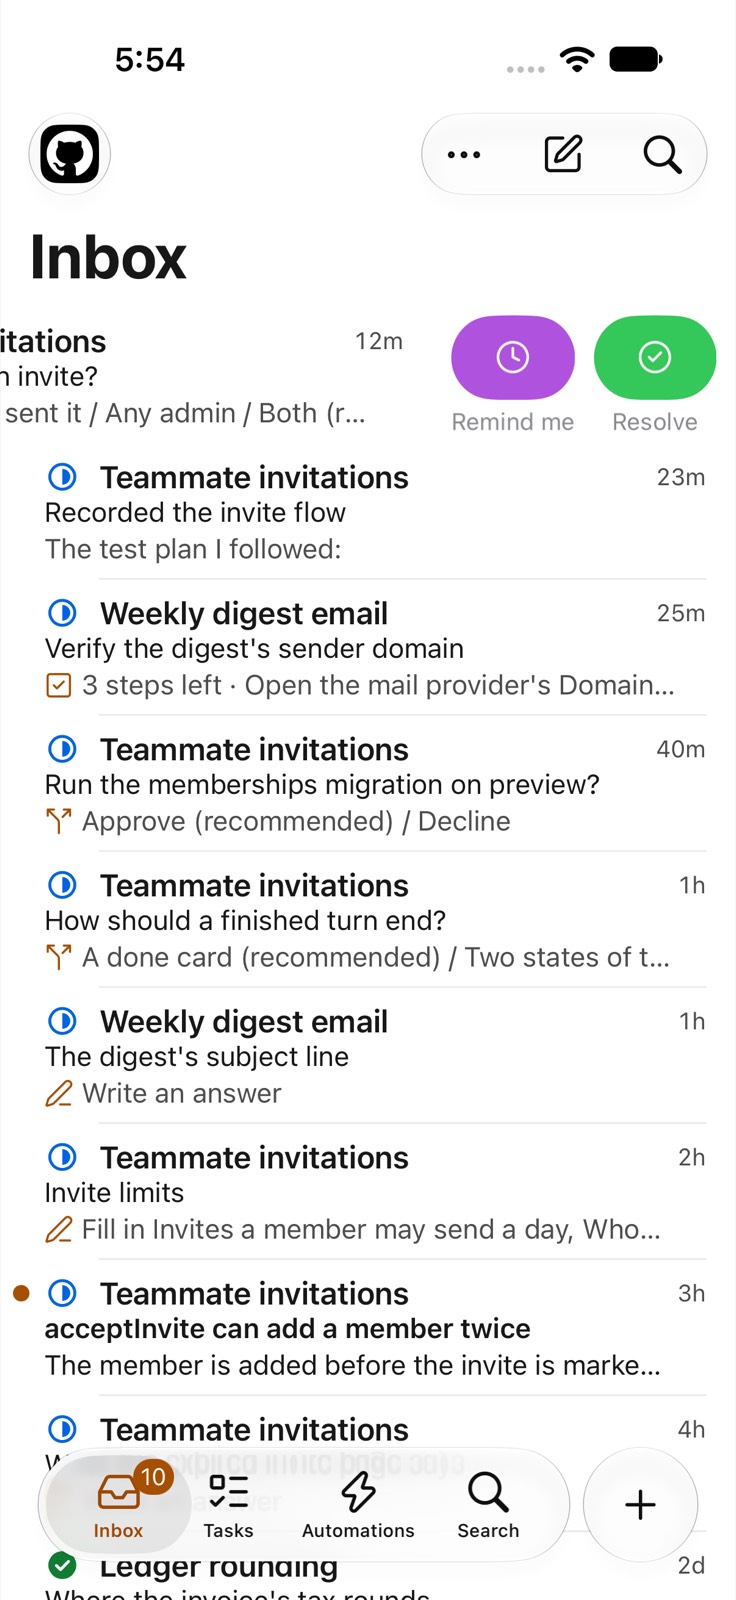 5:54
Inbox
itations
12m
n invite?
sent it / Any admin / Both (r...
Remind me
Resolve
Teammate invitations
23m
Recorded the invite flow
The test plan I followed:
Weekly digest email
25m
Verify the digest's sender domain
3 steps left · Open the mail provider's Domain...
Teammate invitations
40m
Run the memberships migration on preview?
Approve (recommended) / Decline
Teammate invitations
1h
How should a finished turn end?
A done card (recommended) / Two states of t...
Weekly digest email
1h
The digest's subject line
Write an answer
Teammate invitations
2h
Invite limits
Fill in Invites a member may send a day, Who...
Teammate invitations
3h
acceptInvite can add a member twice
The member is added before the invite is marke...
Teammate invitations
4h
10
Inbox
Tasks
Automations
Search
Ledger rounding
2d
Where the invoice's tax rounds